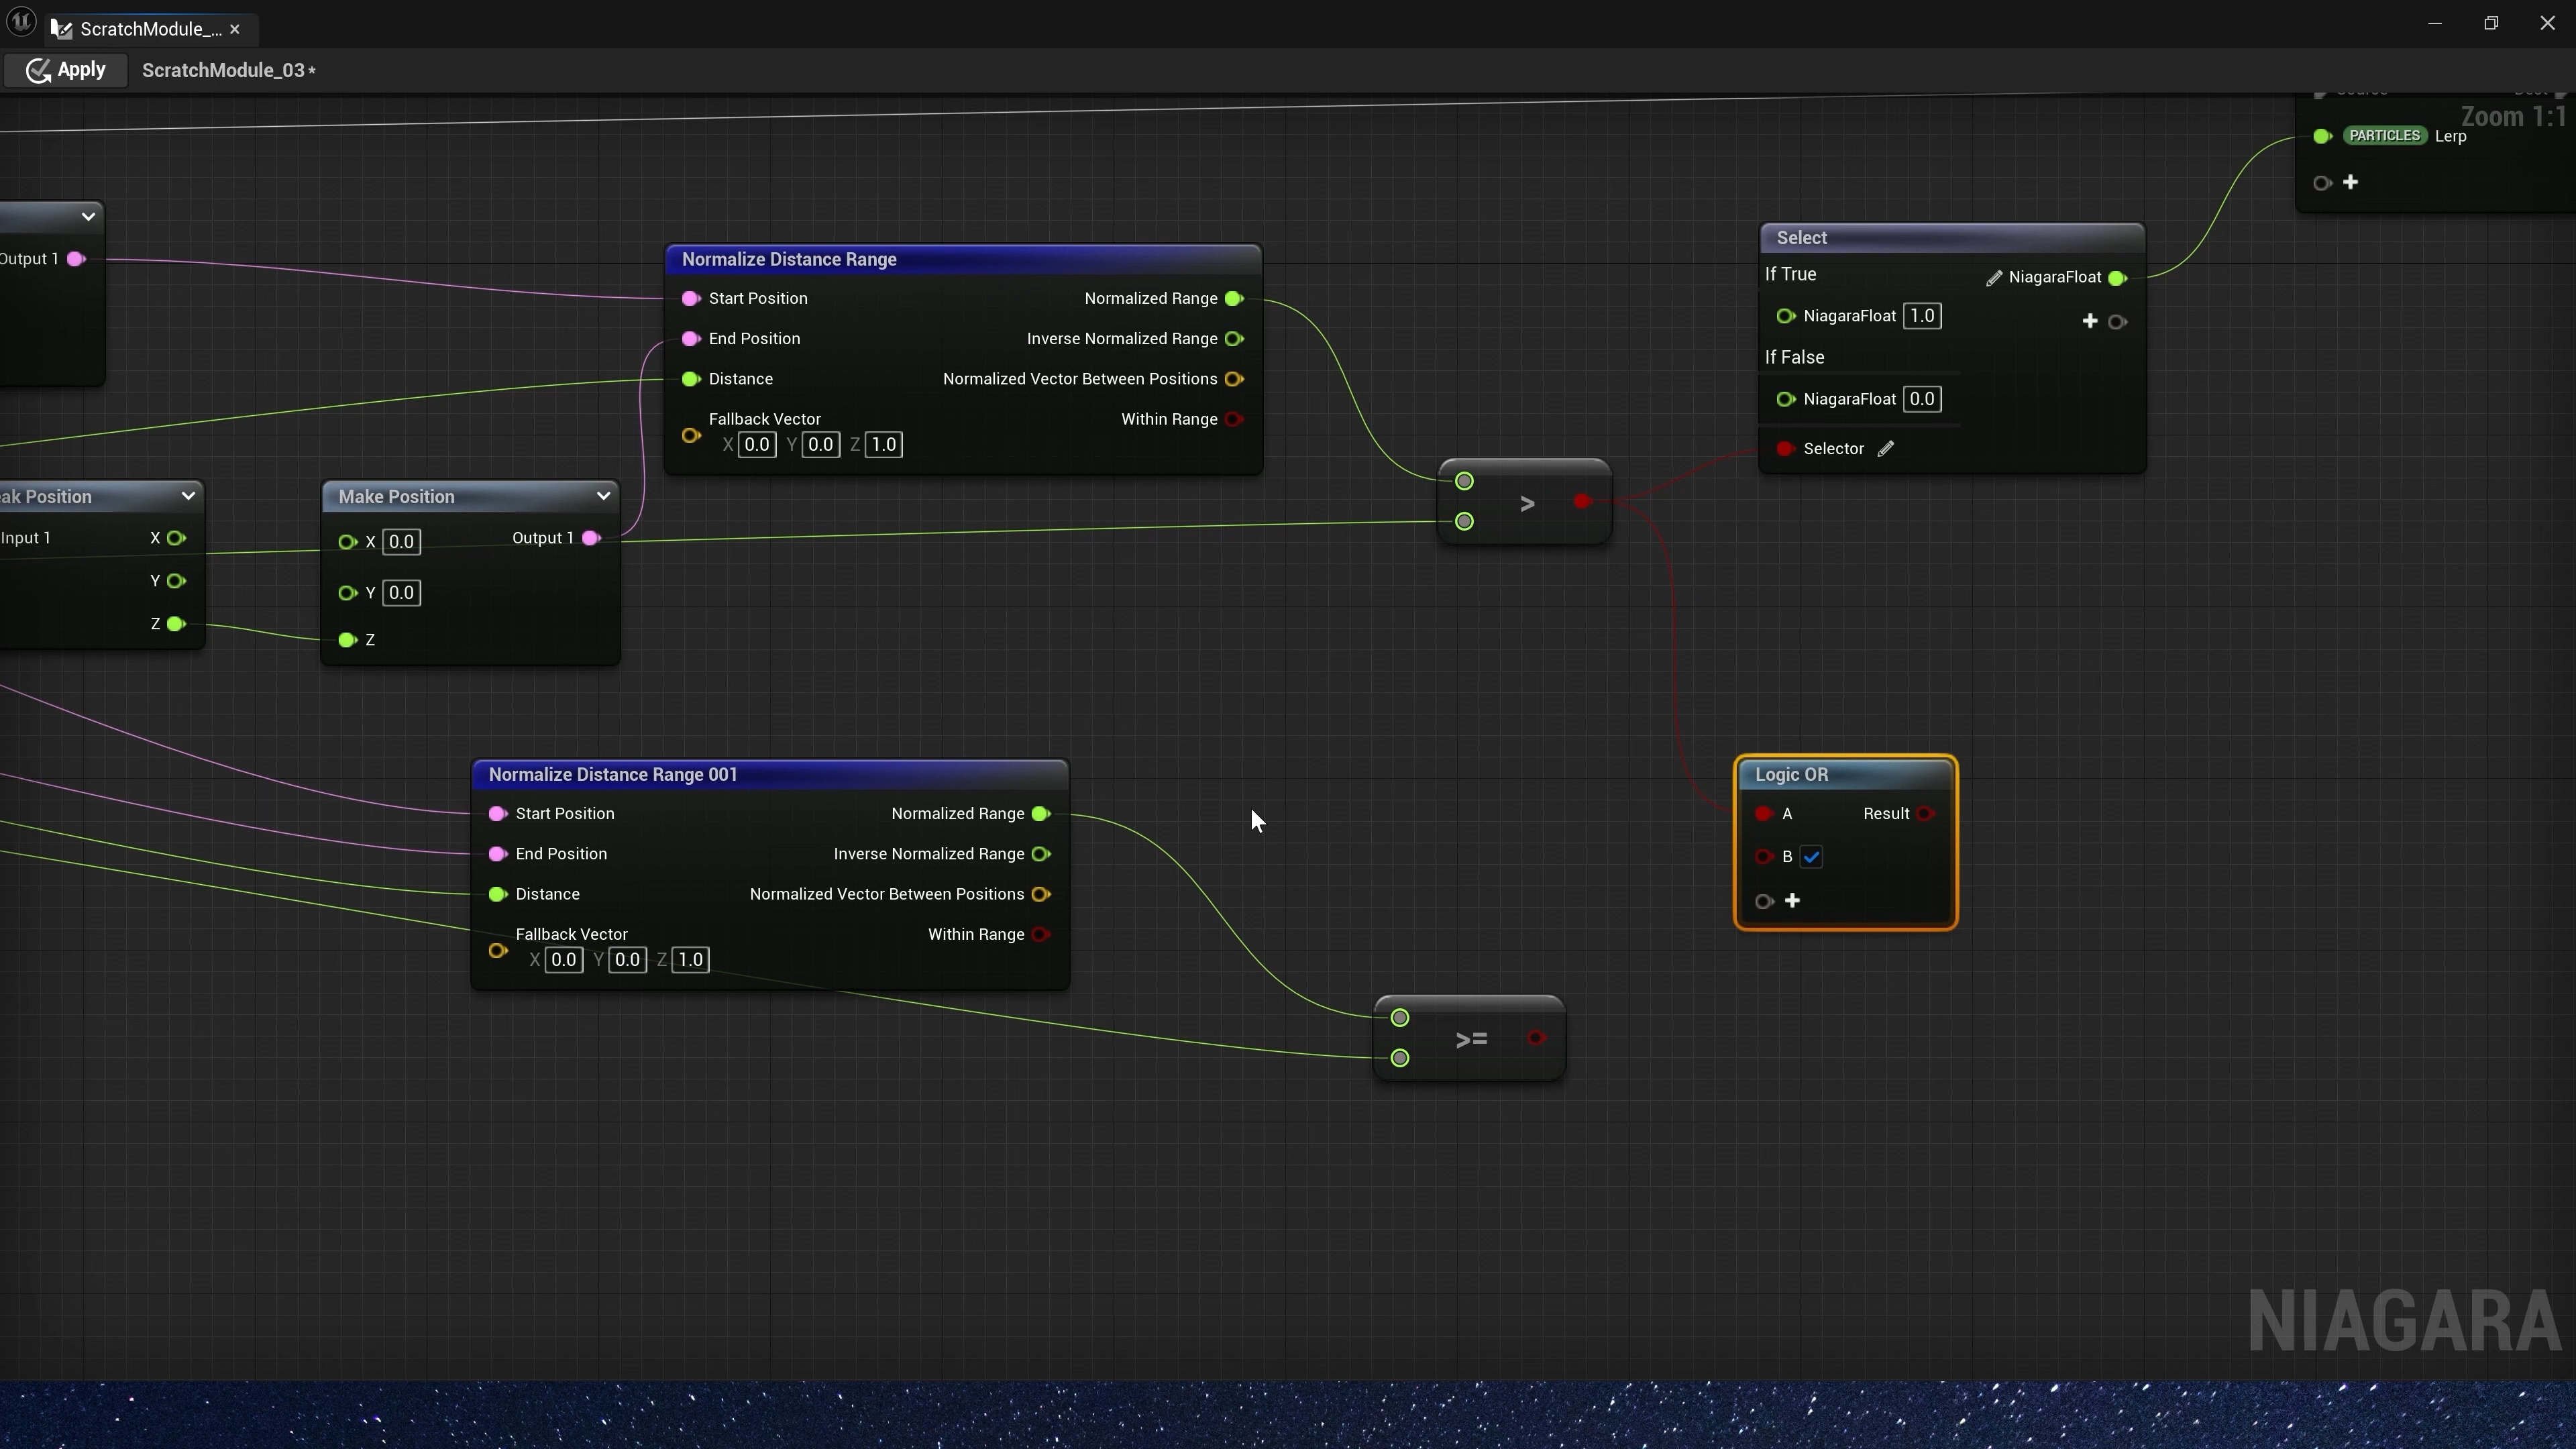 ScratchModule_...
Apply
ScratchModule_03*
Zoom 1:1
PARTICLES Lerp
Output 1
Normalize Distance Range
Start Position
Normalized Range
End Position
Inverse Normalized Range
Distance
Normalized Vector Between Positions
Fallback Vector
Within Range
X 0.0 Y 0.0 Z 1.0
Select
If True
NiagaraFloat
NiagaraFloat 1.0
If False
NiagaraFloat 0.0
Selector
>
eak Position
Input 1
X
Y
Z
Make Position
X 0.0
Output 1
Y 0.0
Z
Normalize Distance Range 001
Start Position
Normalized Range
End Position
Inverse Normalized Range
Distance
Normalized Vector Between Positions
Fallback Vector
Within Range
X 0.0 Y 0.0 Z 1.0
Logic OR
A
Result
B
>=
NIAGARA